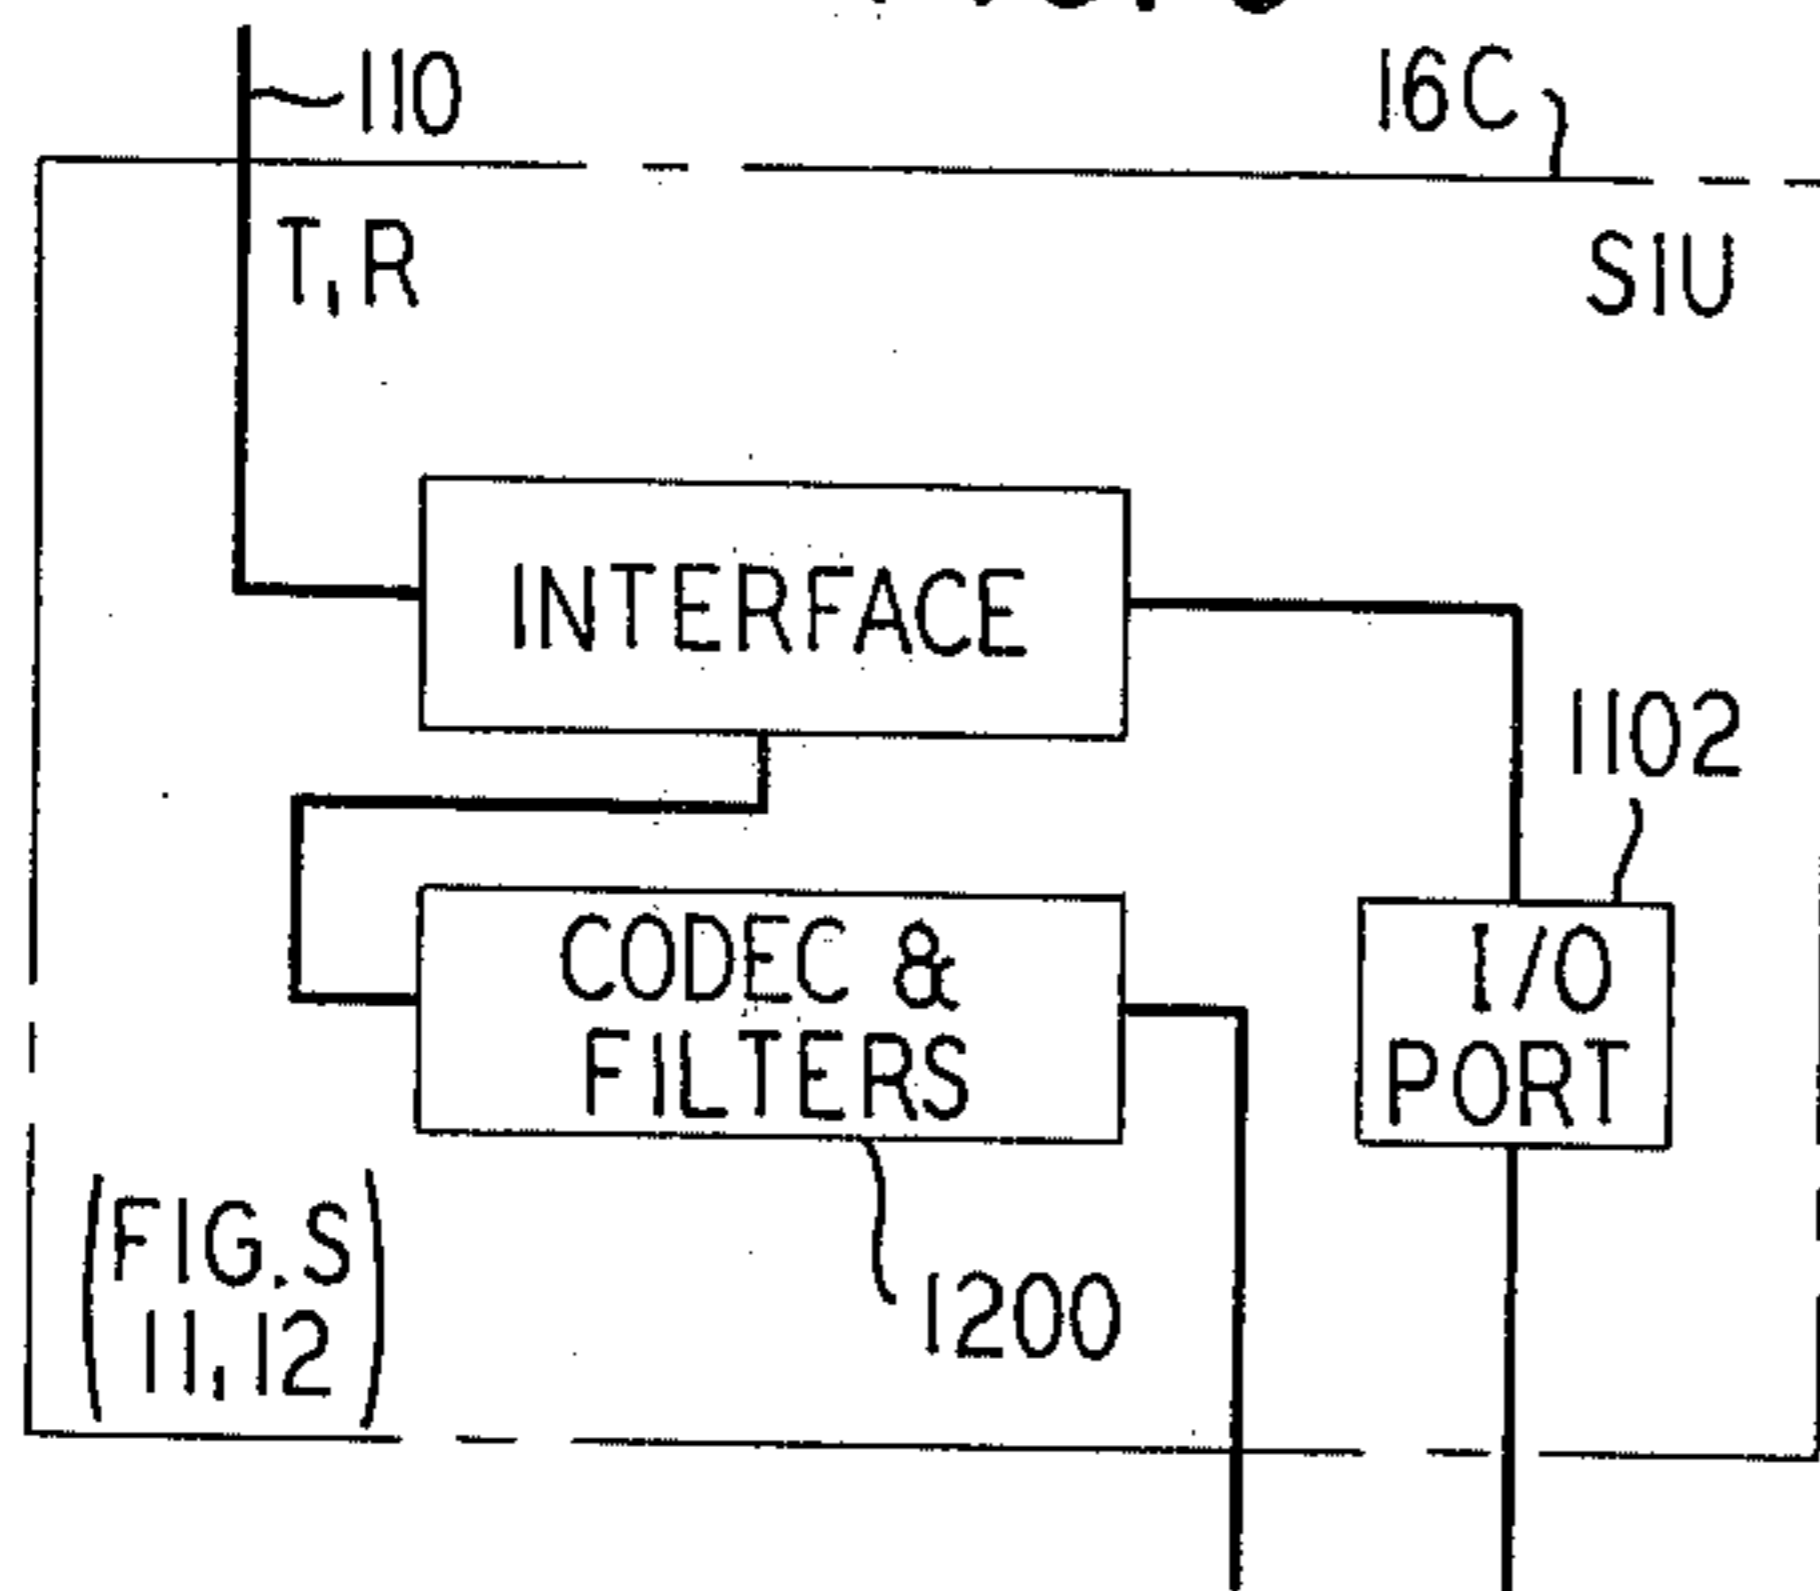 110
16C
T,R
SIU
INTERFACE
1102
CODEC &
FILTERS
I/O
PORT
(FIG.S
11,12)
1200